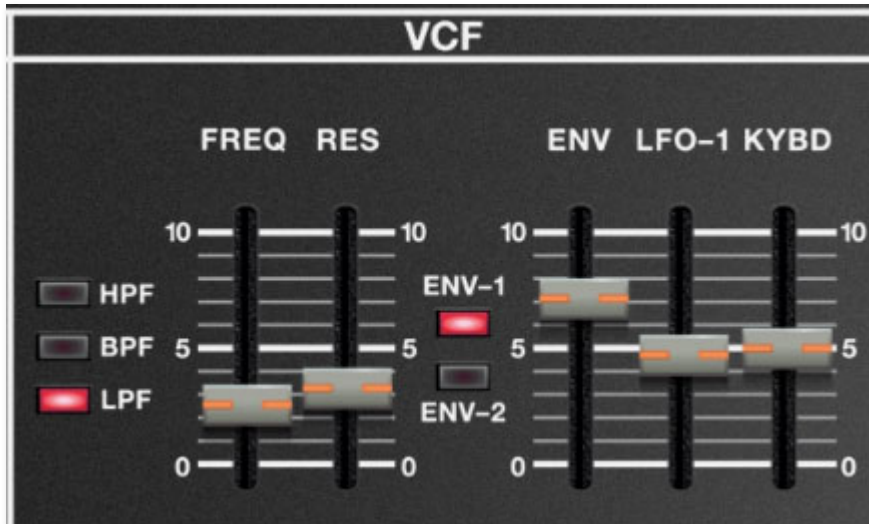 VCF
FREQ RES
ENV LFO-1 KYBD
10 10 10 10
ENV-1
HPF
BPF 5 5 5
LPF
ENV-2
0 0 0 0